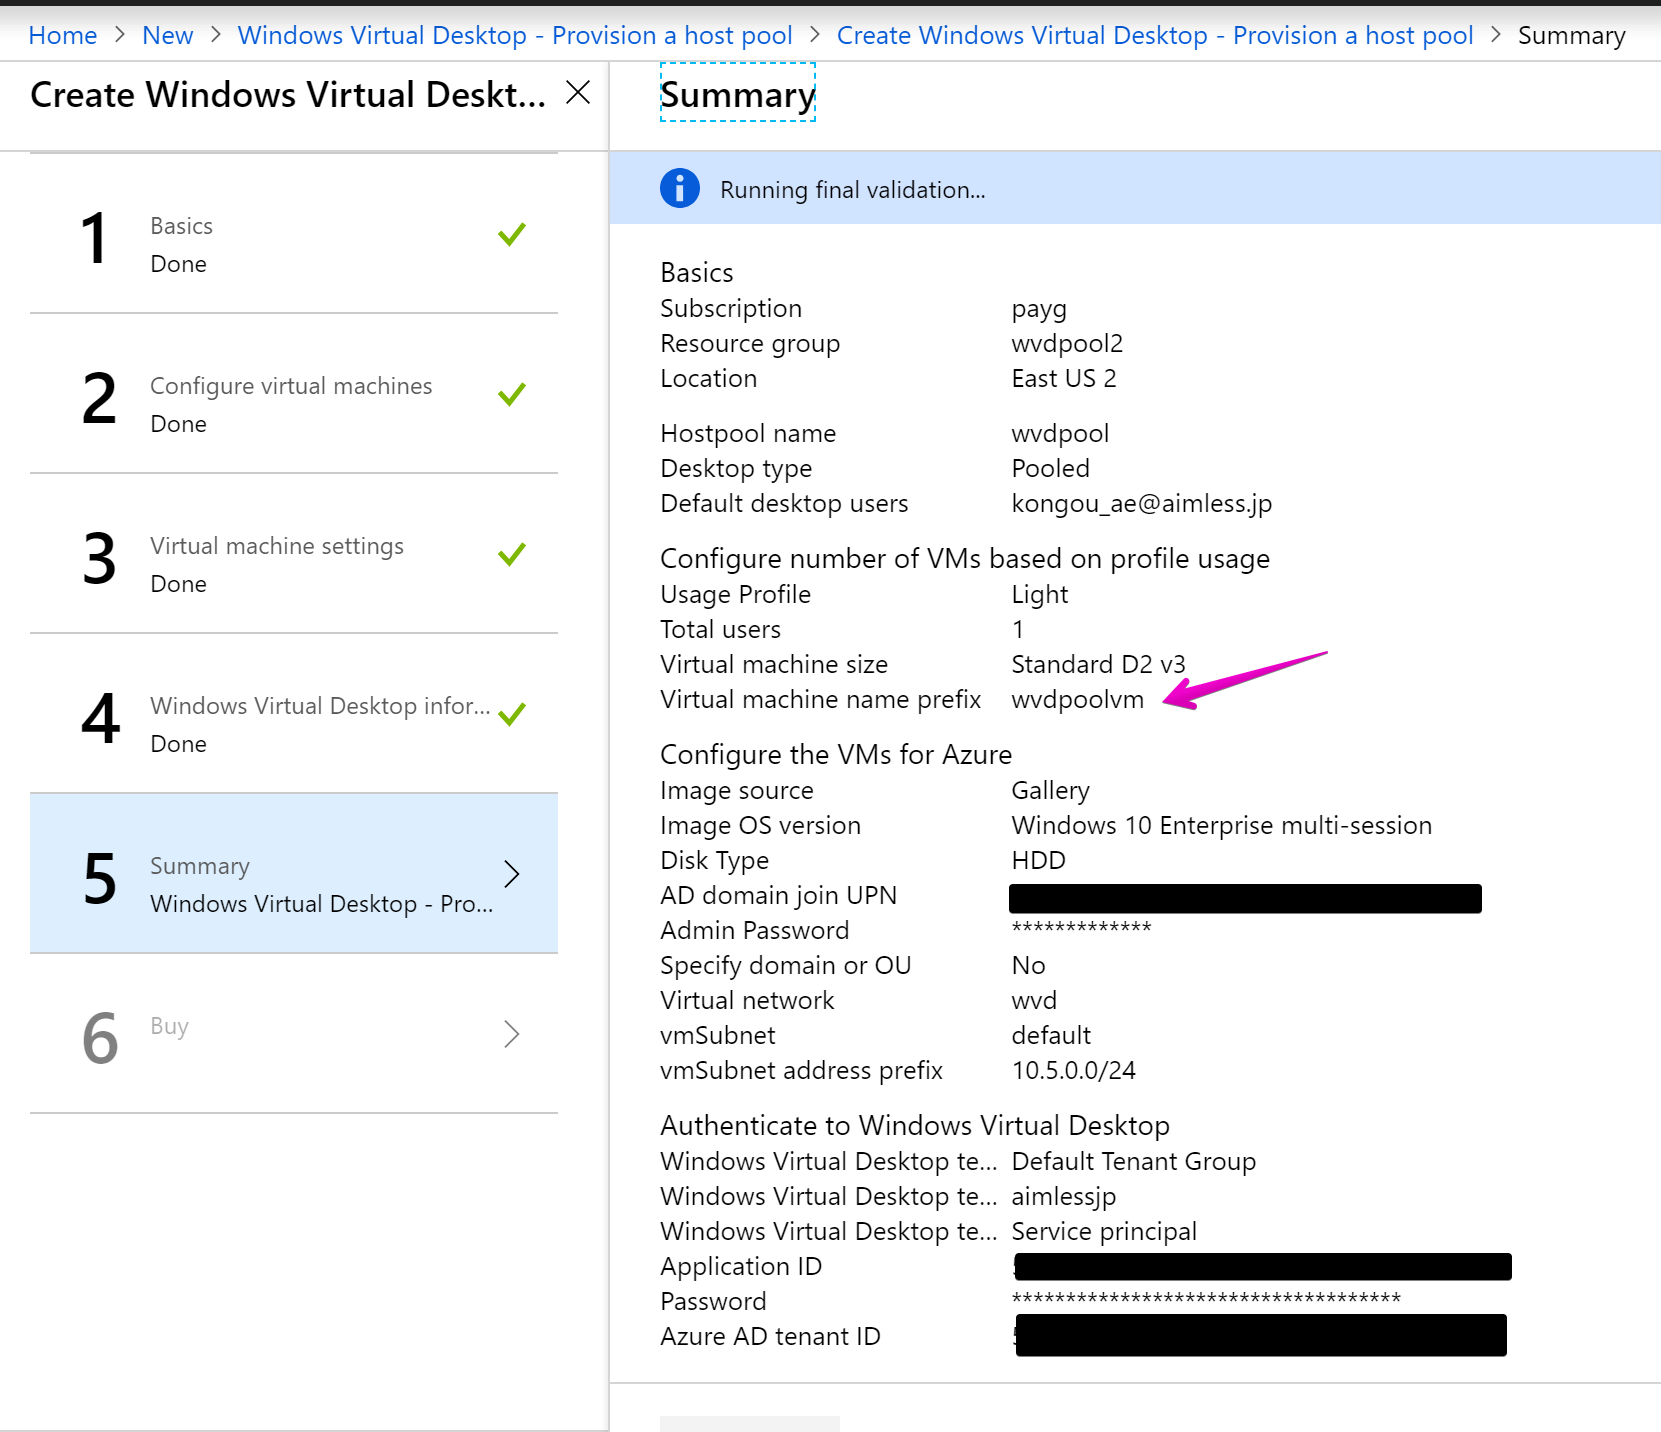 Home > New > Windows Virtual Desktop - Provision a host pool > Create Windows Virtual Desktop - Provision a host pool > Summary
Create Windows Virtual Deskt...
1
Basics
Done
2
Configure virtual machines
Done
3
Virtual machine settings
Done
4
Windows Virtual Desktop infor...
Done
5
Summary
Windows Virtual Desktop - Pro...
6
Buy
Summary
Running final validation...
Basics
Subscription payg
Resource group wvdpool2
Location East US 2
Hostpool name wvdpool
Desktop type Pooled
Default desktop users kongou_ae@aimless.jp
Configure number of VMs based on profile usage
Usage Profile Light
Total users 1
Virtual machine size Standard D2 v3
Virtual machine name prefix wvdpoolvm
Configure the VMs for Azure
Image source Gallery
Image OS version Windows 10 Enterprise multi-session
Disk Type HDD
AD domain join UPN
Admin Password *************
Specify domain or OU No
Virtual network wvd
vmSubnet default
vmSubnet address prefix 10.5.0.0/24
Authenticate to Windows Virtual Desktop
Windows Virtual Desktop te... Default Tenant Group
Windows Virtual Desktop te... aimlessjp
Windows Virtual Desktop te... Service principal
Application ID
Password ************************************
Azure AD tenant ID